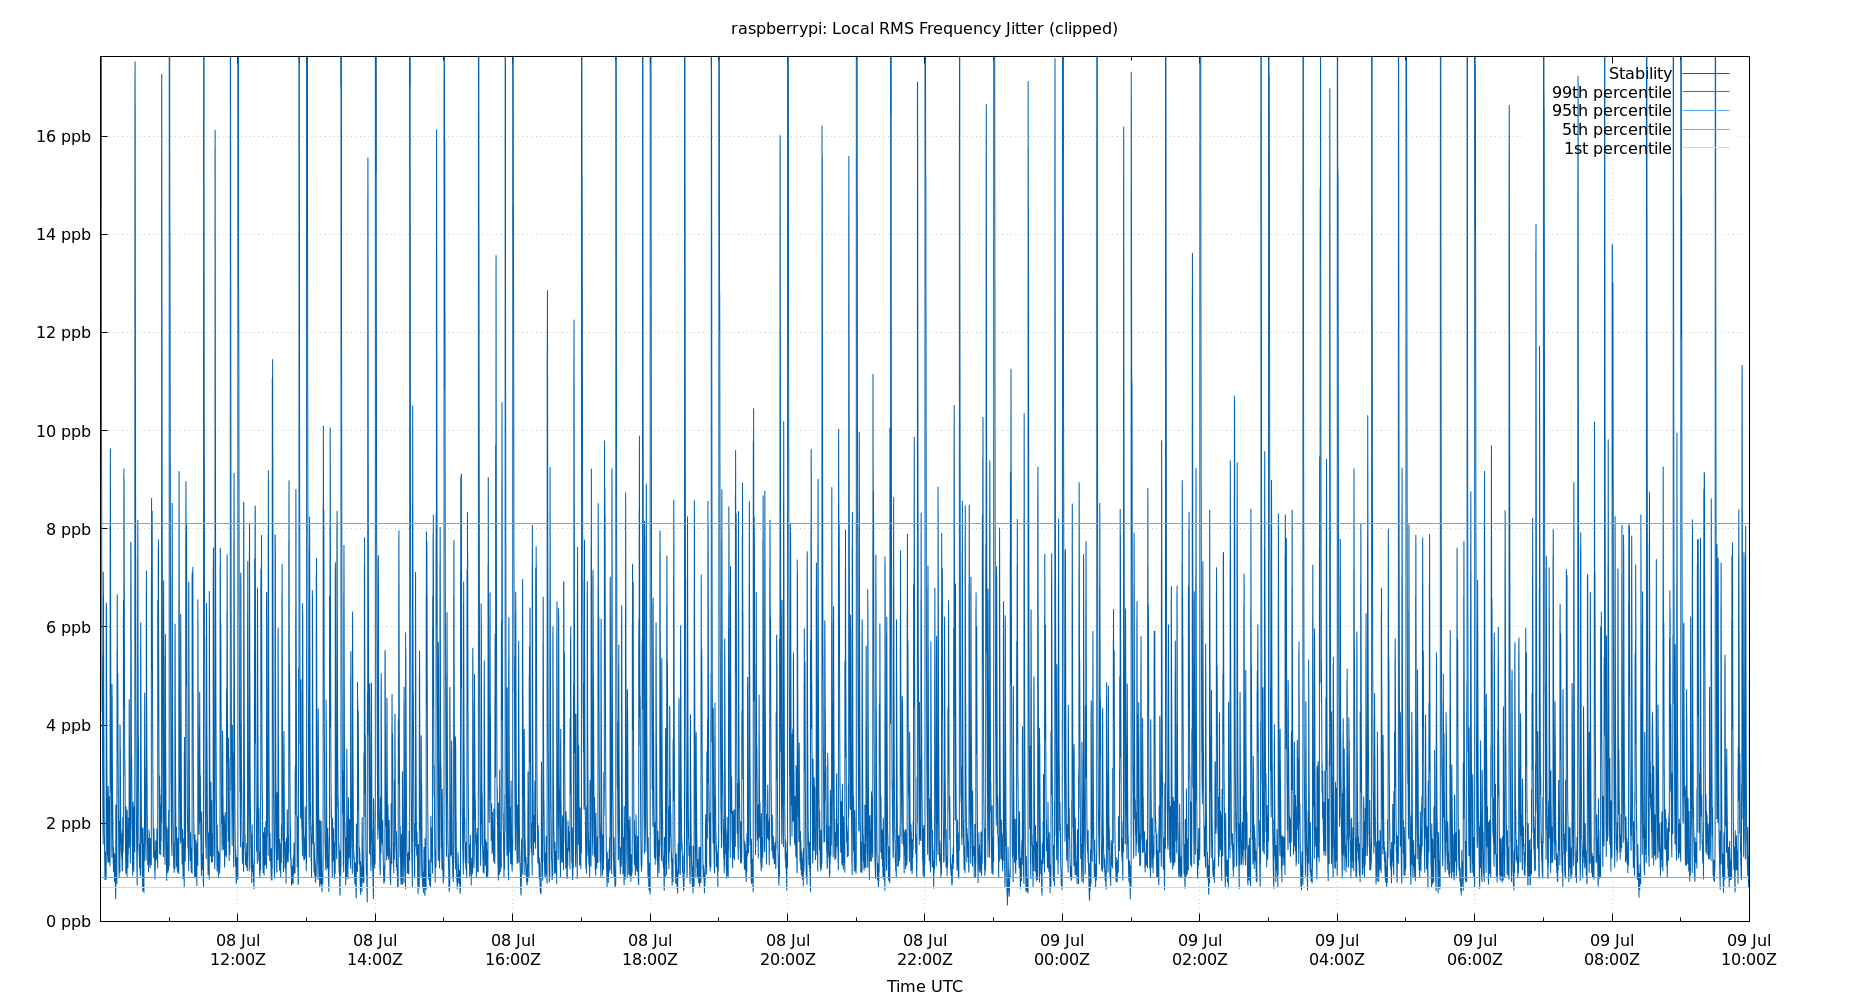 raspberrypi: Local RMS Frequency Jitter (clipped)
Stability
99th percentile
95th percentile
5th percentile
1st percentile
16 ppb
14 ppb
12 ppb
10 ppb
8 ppb
6 ppb
4 ppb
2 ppb
0 ppb
08 Jul 08 Jul 08 Jul 08 Jul 08 Jul 08 Jul 09 Jul 09 Jul 09 Jul 09 Jul 09 Jul 09 Jul
12:00Z 14:00Z 16:00Z 18:00Z 20:00Z 22:00Z 00:00Z 02:00Z 04:00Z 06:00Z 08:00Z 10:00Z
Time UTC